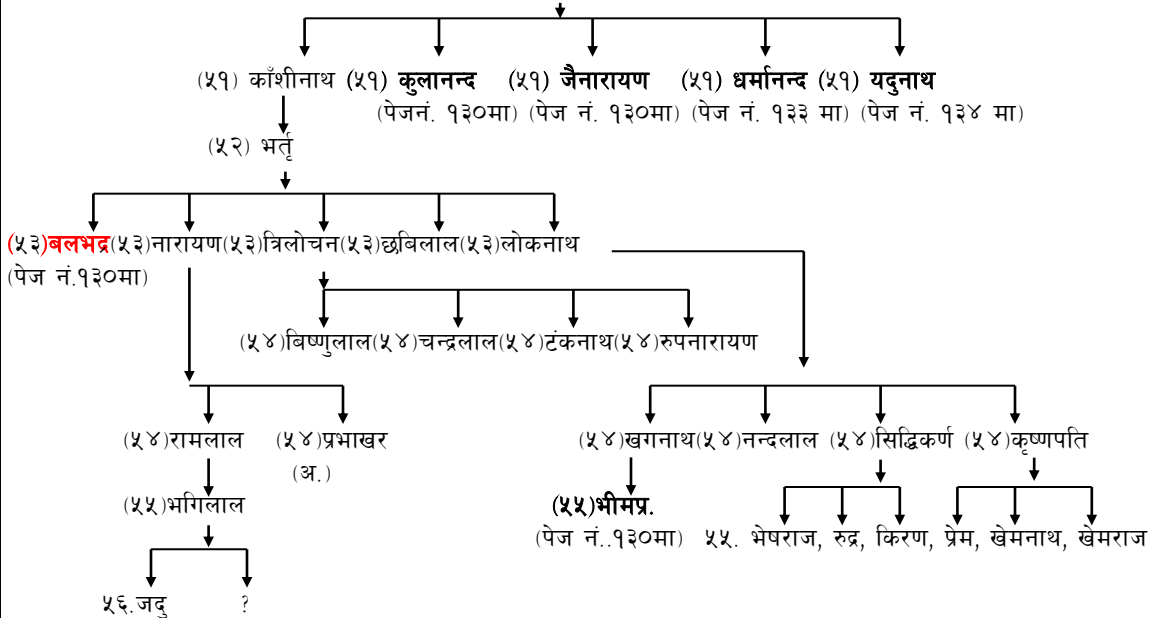 (५१) काँशीनाथ (५१) कुलानन्द (५१) जैनारायण (५१) धर्मानन्द (५१) यदुनाथ
(पेजनं. १३०मा) (पेज नं. १३०मा) (पेज नं. १३३ मा) (पेज नं. १३४ मा)
(५२) भर्तृ
(५३)बलभद्र(५३)नारायण(५३)त्रिलोचन(५३)छबिलाल(५३)लोकनाथ
(पेज नं.१३०मा)
(५४)बिष्णुलाल(५४)चन्द्रलाल(५४)टंकनाथ(५४)रुपनारायण
(५४)रामलाल (५४)प्रभाखर (५४)खगनाथ(५४)नन्दलाल (५४)सिद्धिकर्ण (५४)कृष्णपति
(अ.)
(५५)भगिलाल (५५)भीमप्र.
(पेज नं..१३०मा) ५५. भेषराज, रुद्र, किरण, प्रेम, खेमनाथ, खेमराज
५६.जदु ?